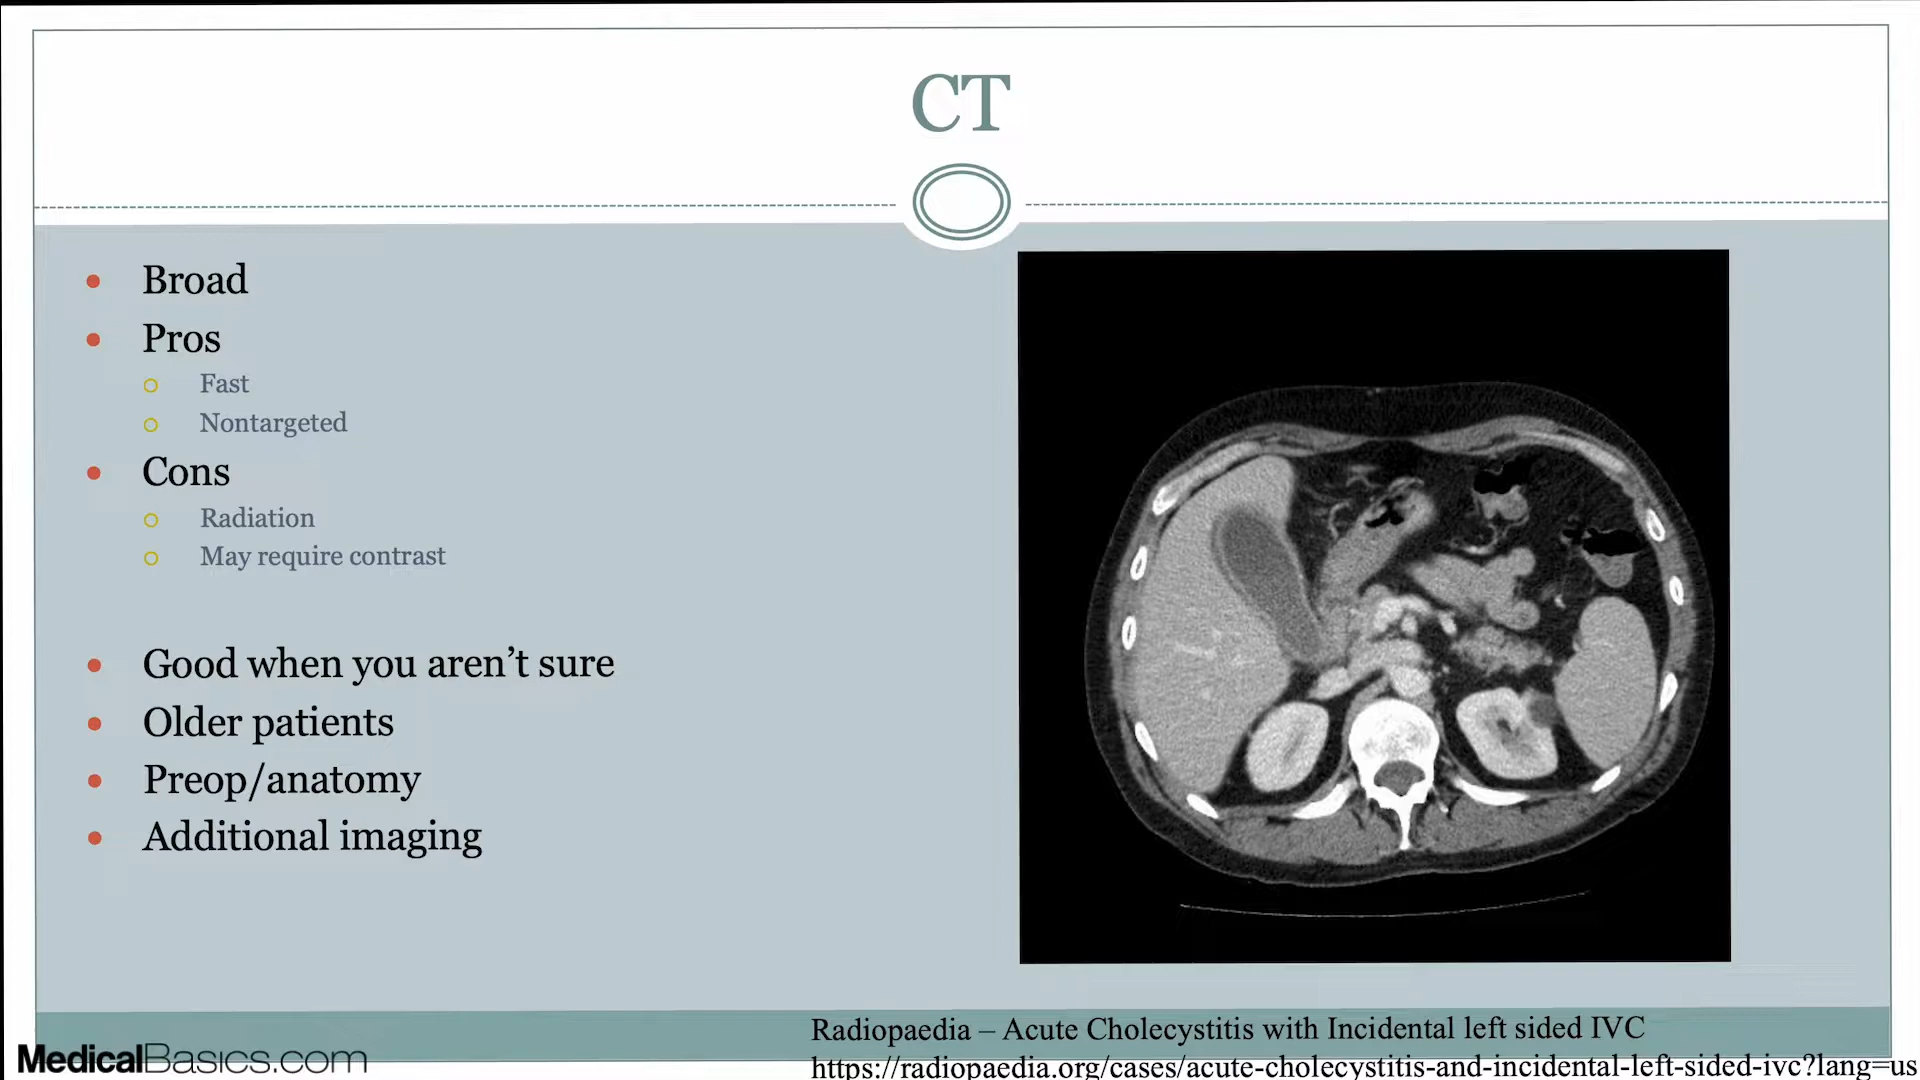 CT
Broad
Pros
Fast
Nontargeted
Cons
Radiation
May require contrast
Good when you aren’t sure
Older patients
Preop/anatomy
Additional imaging
Radiopaedia – Acute Cholecystitis with Incidental left sided IVC
https://radiopaedia.org/cases/acute-cholecystitis-and-incidental-left-sided-ivc?lang=us
MedicalBasics.com